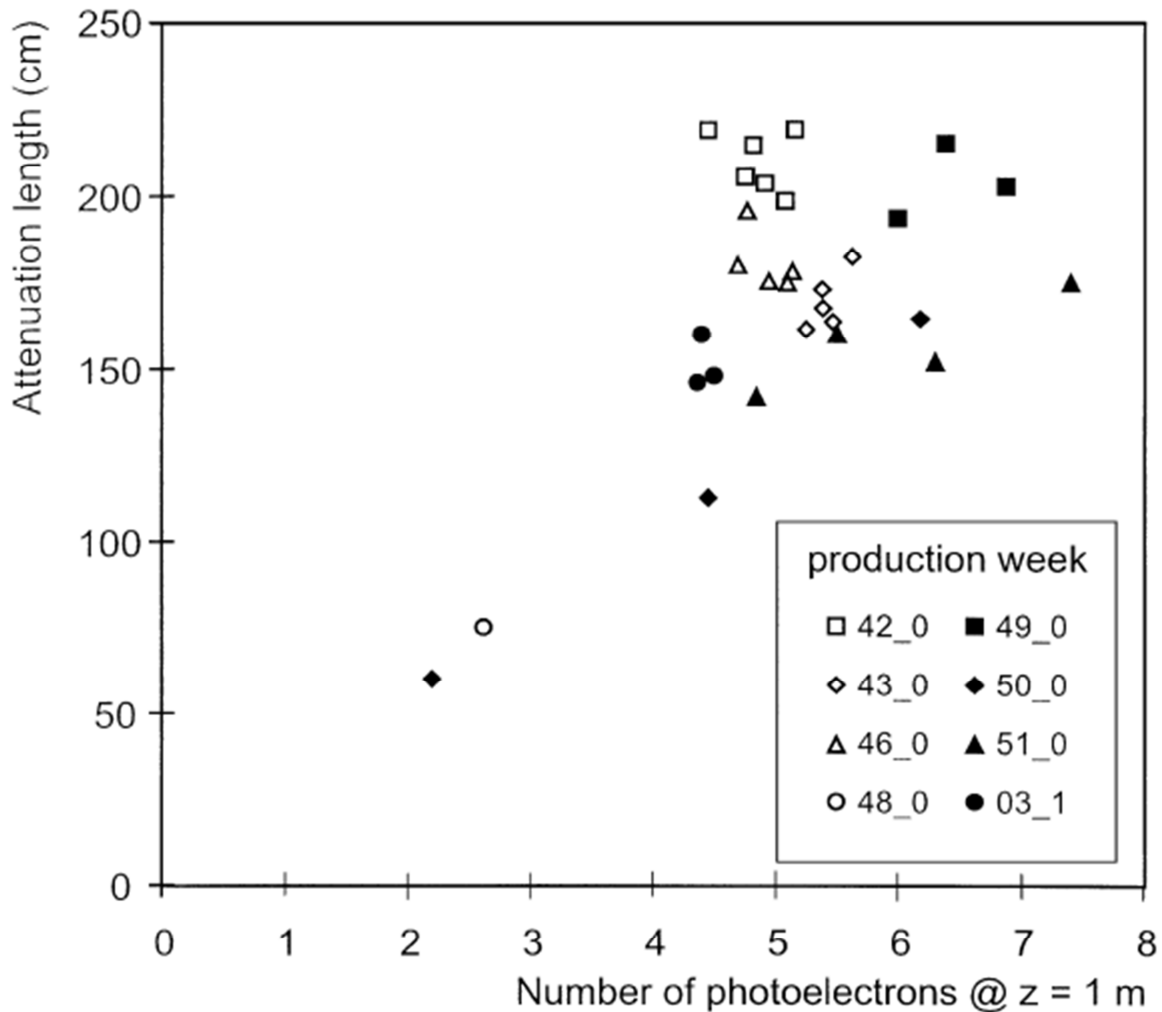 Attenuation length (cm)
250
200
150
100
50
0
production week
42_0 49_0
43_0 50_0
46_0 51_0
48_0 03_1
0 1 2 3 4 5 6 7 8
Number of photoelectrons @ z = 1 m